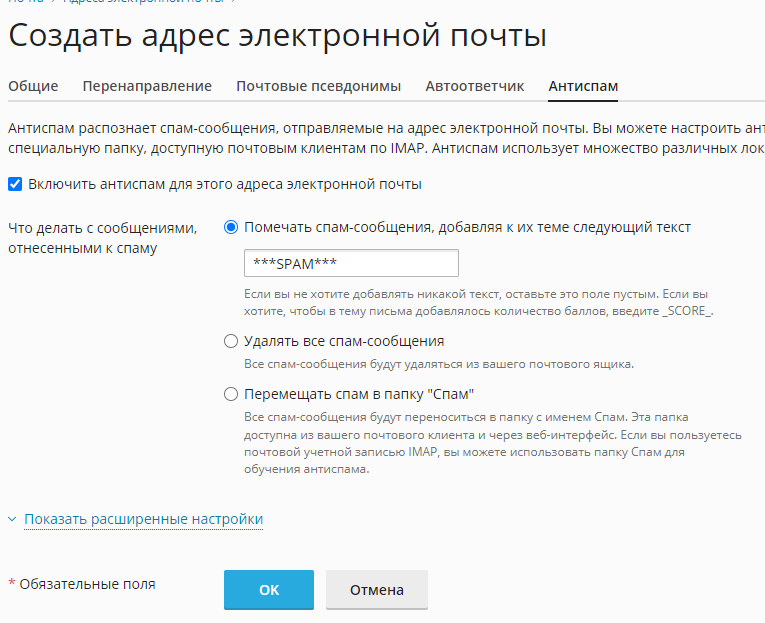 Почта Адреса электронной почты
Создать адрес электронной почты
Общие Перенаправление Почтовые псевдонимы Автоответчик Антиспам
Антиспам распознает спам-сообщения, отправляемые на адрес электронной почты. Вы можете настроить
специальную папку, доступную почтовым клиентам по IMAP. Антиспам использует множество различных
Включить антиспам для этого адреса электронной почты
Что делать с сообщениями,
отнесенными к спаму
Помечать спам-сообщения, добавляя к их теме следующий текст
***SPAM***
Если вы не хотите добавлять никакой текст, оставьте это поле пустым. Если вы
хотите, чтобы в тему письма добавлялось количество баллов, введите _SCORE_.
Удалять все спам-сообщения
Все спам-сообщения будут удаляться из вашего почтового ящика.
Перемещать спам в папку "Спам"
Все спам-сообщения будут переноситься в папку с именем Спам. Эта папка
доступна из вашего почтового клиента и через веб-интерфейс. Если вы пользуетесь
почтовой учетной записью IMAP, вы можете использовать папку Спам для
обучения антиспама.
Показать расширенные настройки
* Обязательные поля
OK Отмена